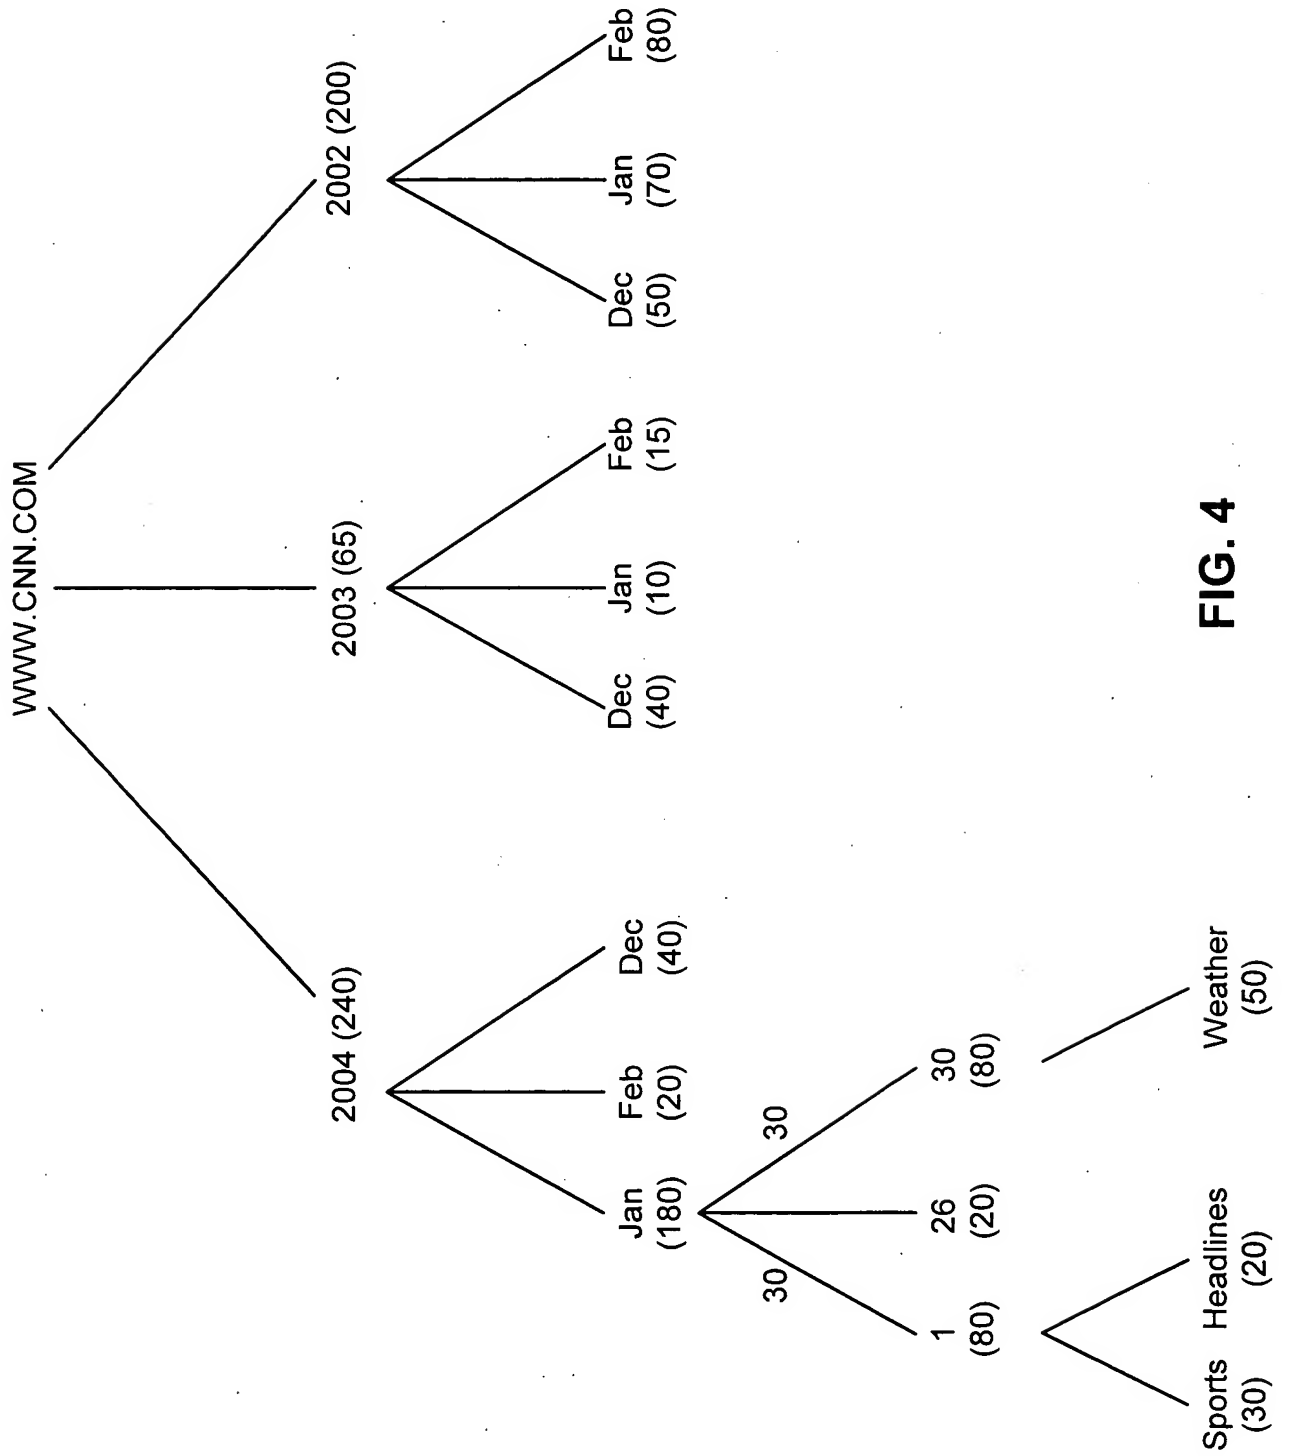 WWW.CNN.COM
2004 (240)
2003 (65)
2002 (200)
Jan
(180)
Feb
(20)
Dec
(40)
Dec
(40)
Jan
(10)
Feb
(15)
Dec
(50)
Jan
(70)
Feb
(80)
30
30
1
(80)
26
(20)
30
(80)
Sports
(30)
Headlines
(20)
Weather
(50)
FIG. 4